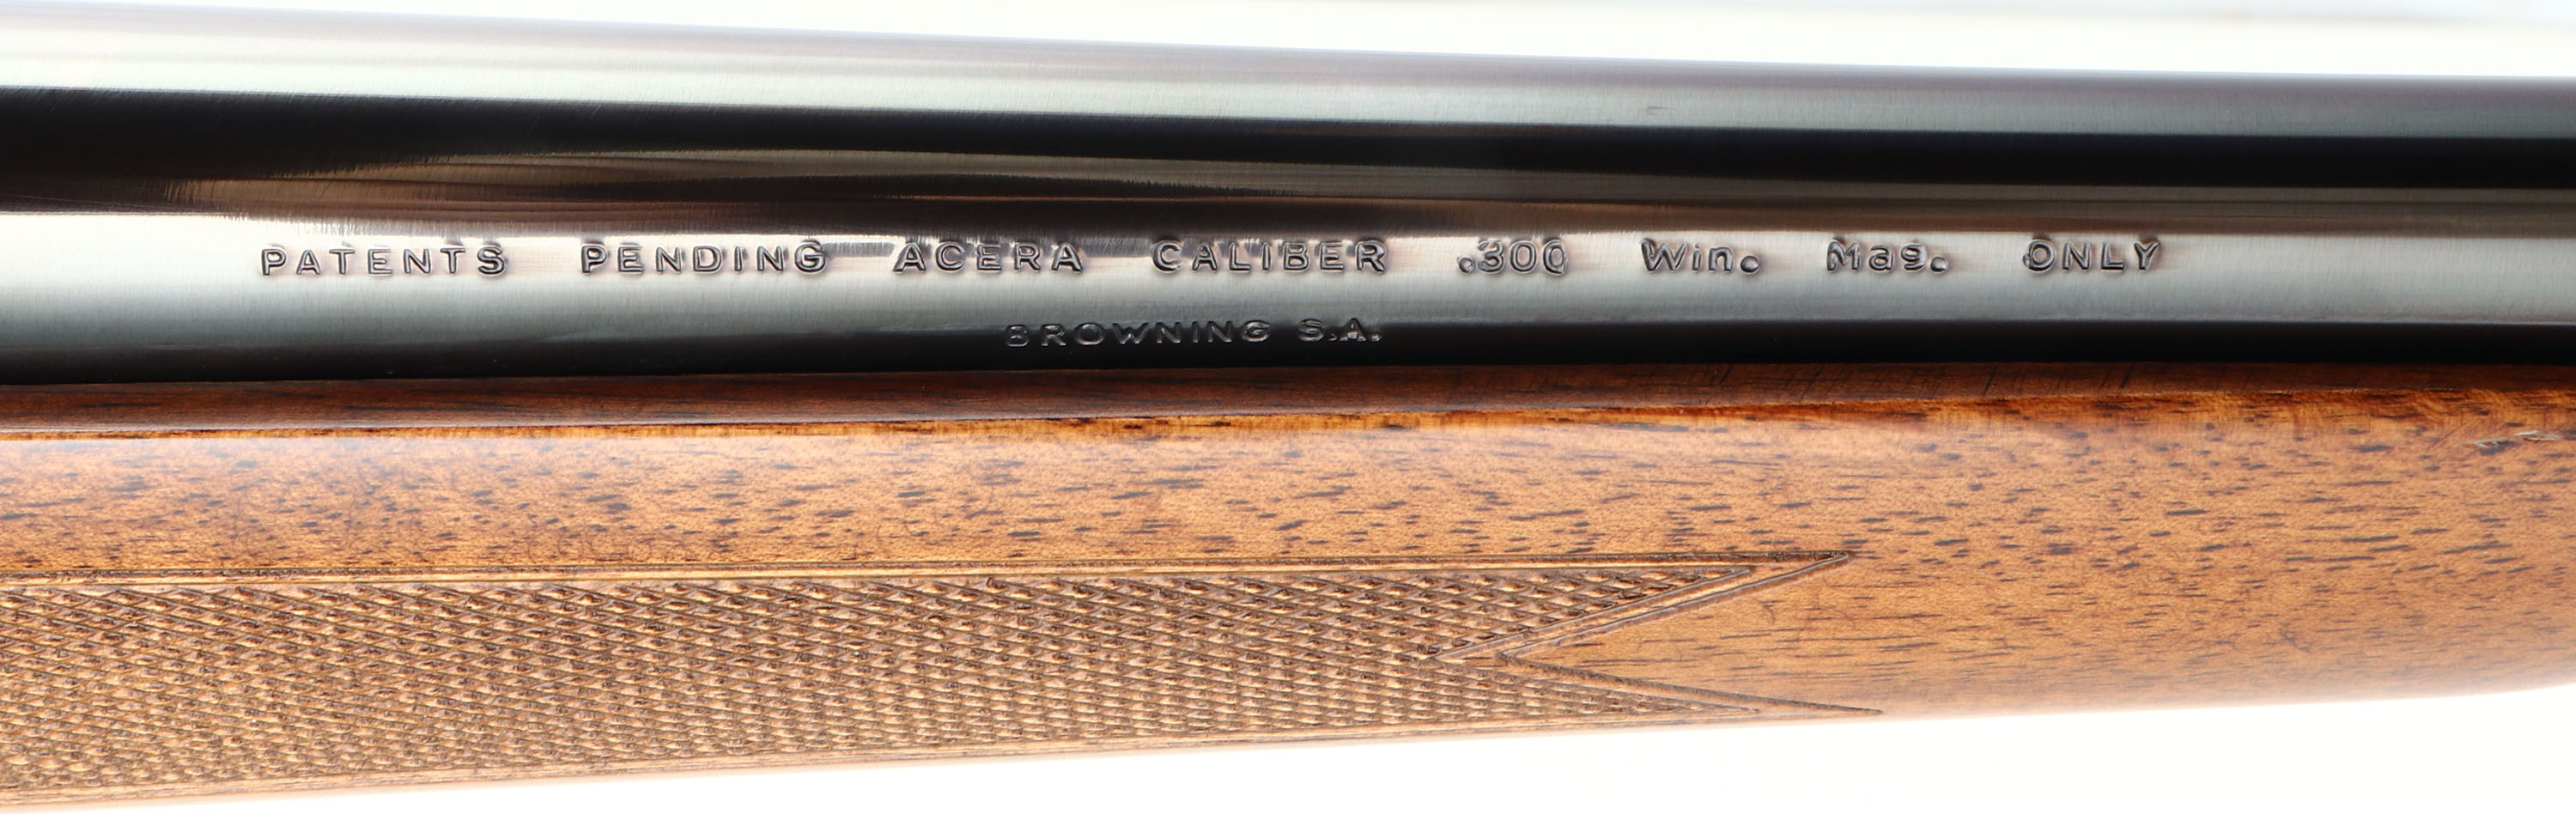 PATENTS PENDING ACERA CALIBER .300 Win. Mag. ONLY
BROWNING S.A.